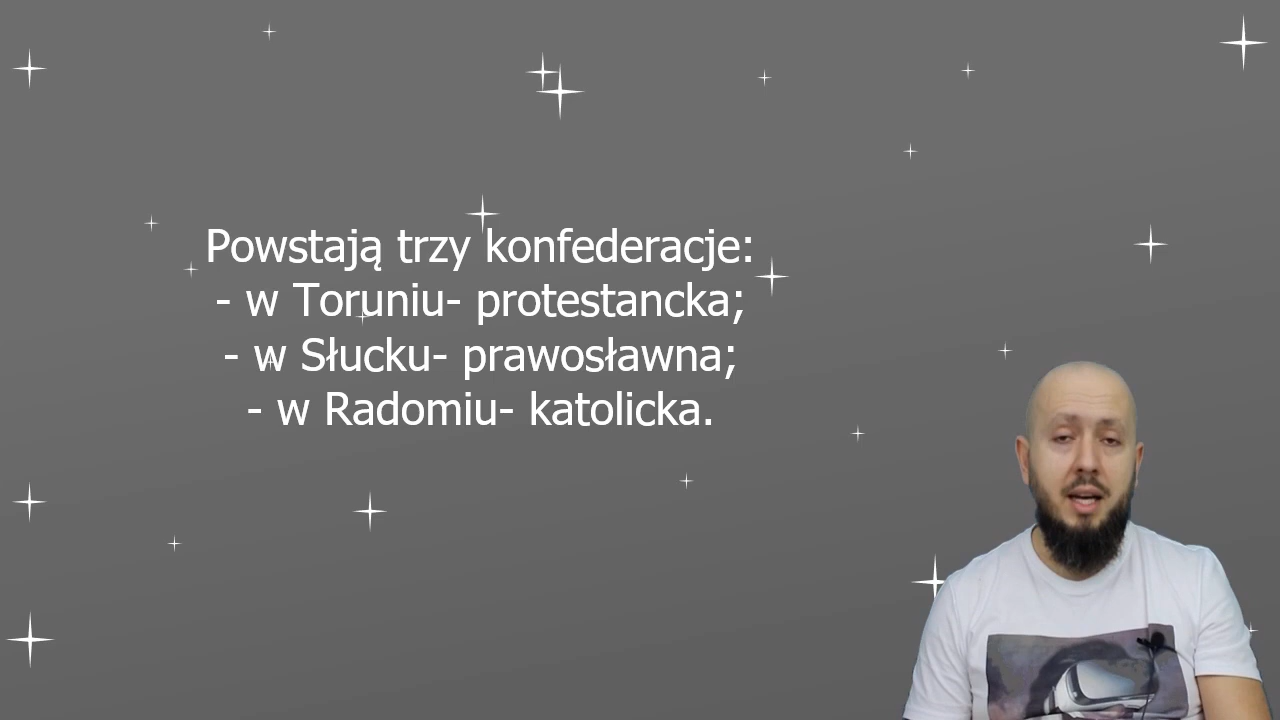 Powstają trzy konfederacje:
- w Toruniu- protestancka;
- w Słucku- prawosławna;
- w Radomiu- katolicka.